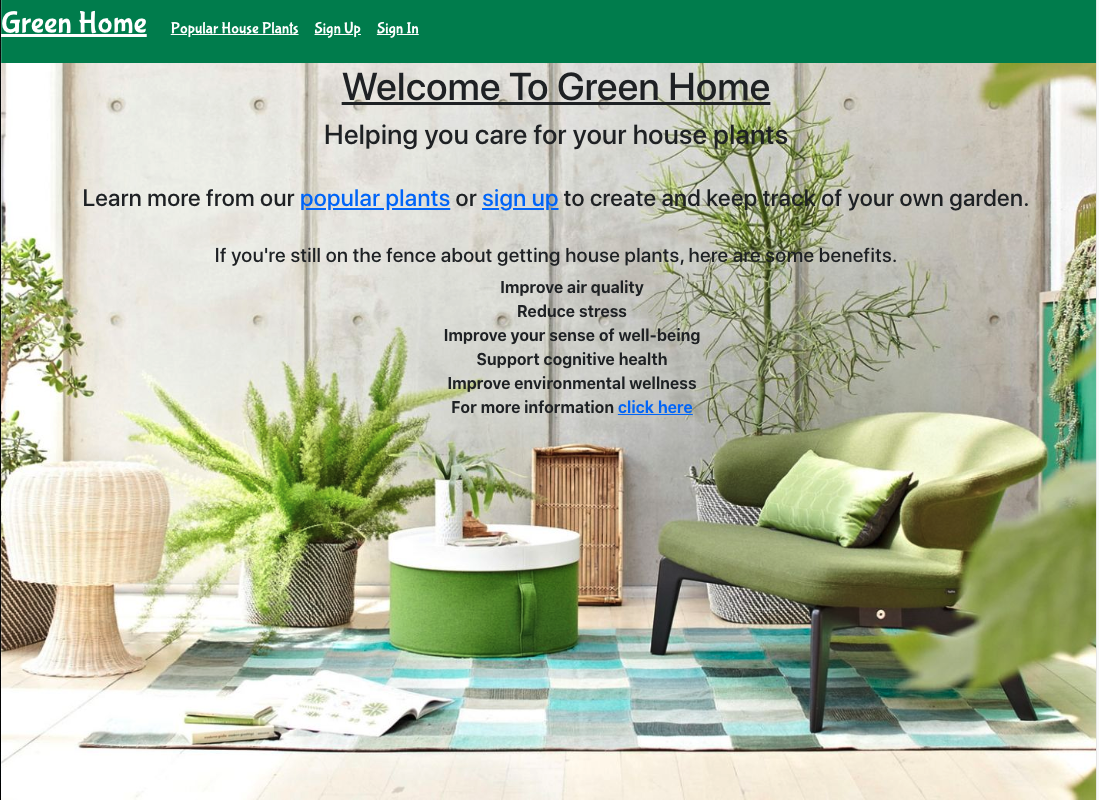 Green Home Popular House Plants Sign Up Sign In
Welcome To Green Home
Helping you care for your house plants
Learn more from our popular plants or sign up to create and keep track of your own garden.
If you're still on the fence about getting house plants, here are some benefits.
Improve air quality
Reduce stress
Improve your sense of well-being
Support cognitive health
Improve environmental wellness
For more information click here